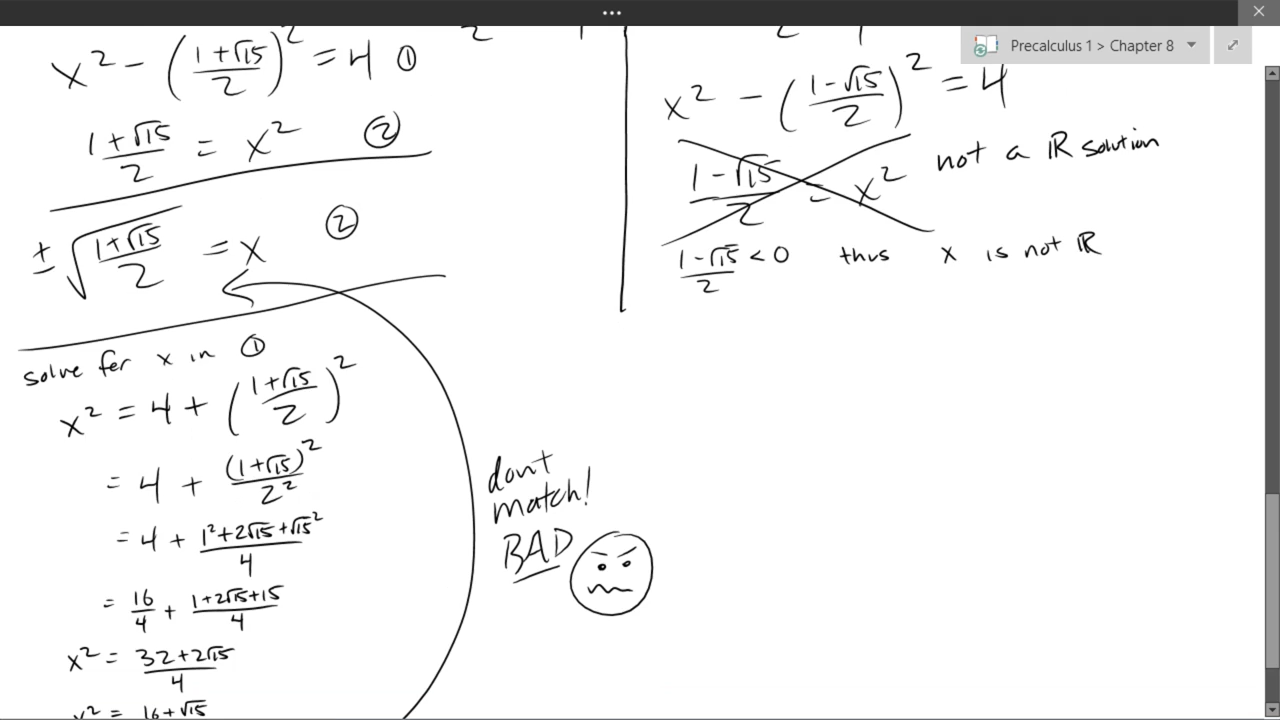 Precalculus 1 > Chapter 8
x² - ((1+√15)/2)² = 4 ①
(1+√15)/2 = x² ②
±√((1+√15)/2) = x ②
solve for x in ①
x² = 4 + ((1+√15)/2)²
= 4 + (1+√15)²/2²
= 4 + (1²+2√15+√15²)/4
= 16/4 + (1+2√15+15)/4
x² = (32+2√15)/4
x² = 16+√15
don't
match!
BAD
x² - ((1-√15)/2)² = 4
(1-√15)/2 = x² not a ℝ solution
(1-√15)/2 < 0 thus x is not ℝ